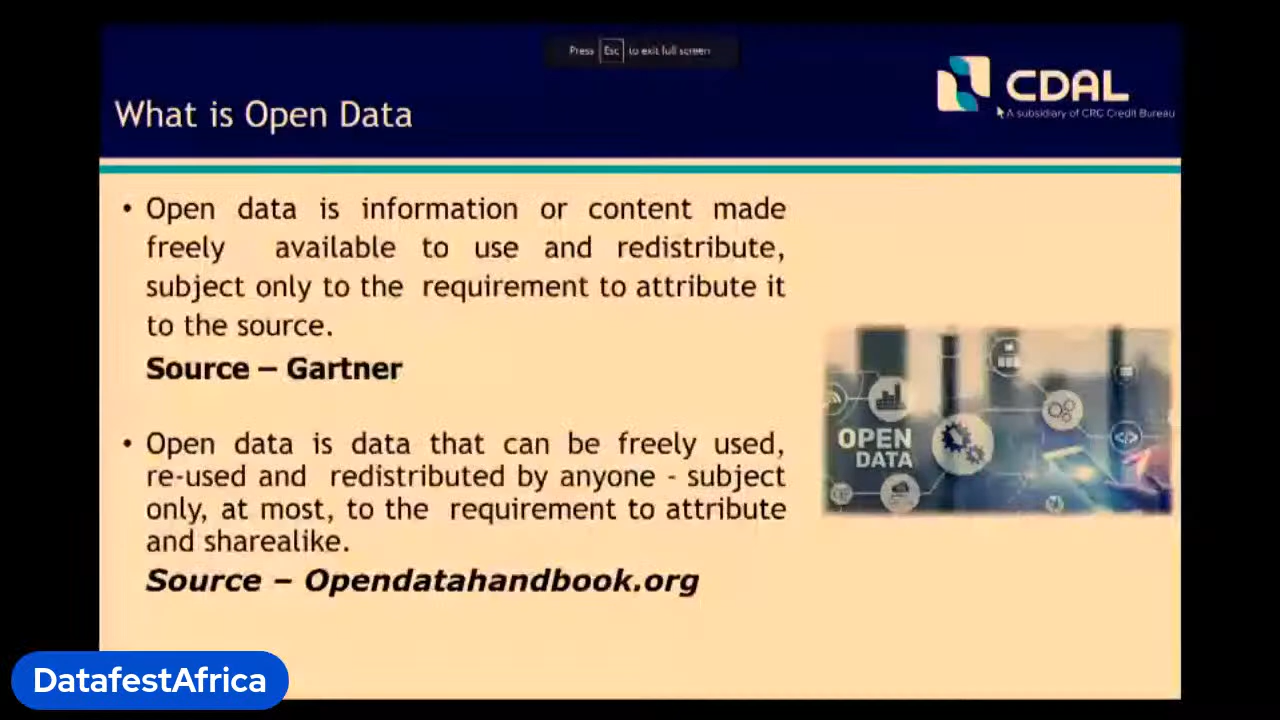 Press Esc to exit full screen
CDAL
A subsidiary of CRC Credit Bureau
What is Open Data
• Open data is information or content made
freely available to use and redistribute,
subject only to the requirement to attribute it
to the source.
Source – Gartner
• Open data is data that can be freely used,
re-used and redistributed by anyone - subject
only, at most, to the requirement to attribute
and sharealike.
Source – Opendatahandbook.org
OPEN
DATA
</>
DatafestAfrica